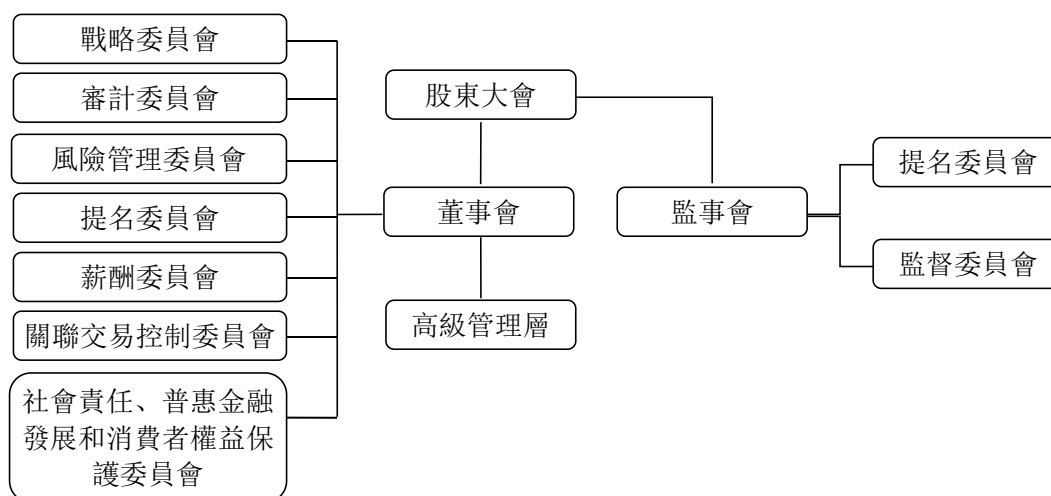 戰略委員會
審計委員會
風險管理委員會
提名委員會
薪酬委員會
關聯交易控制委員會
社會責任、普惠金融
發展和消費者權益保
護委員會
股東大會
董事會
高級管理層
監事會
提名委員會
監督委員會